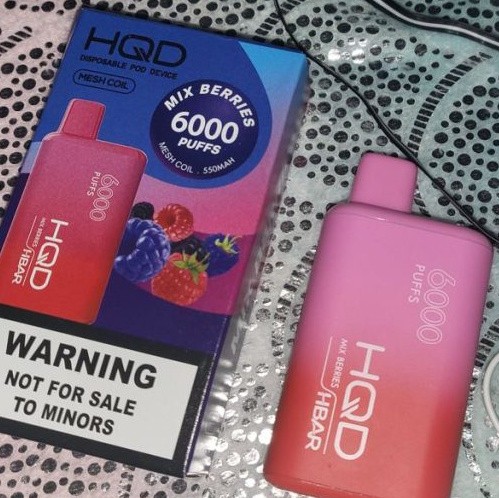 HQD
DISPOSABLE POD DEVICE
MESH COIL
MIX BERRIES
6000
PUFFS
MESH COIL . 550MAH
6000
PUFFS
HQD
MIX BERRIES HBAR
WARNING
NOT FOR SALE
TO MINORS
6000
PUFFS
HQD
MIX BERRIES HBAR